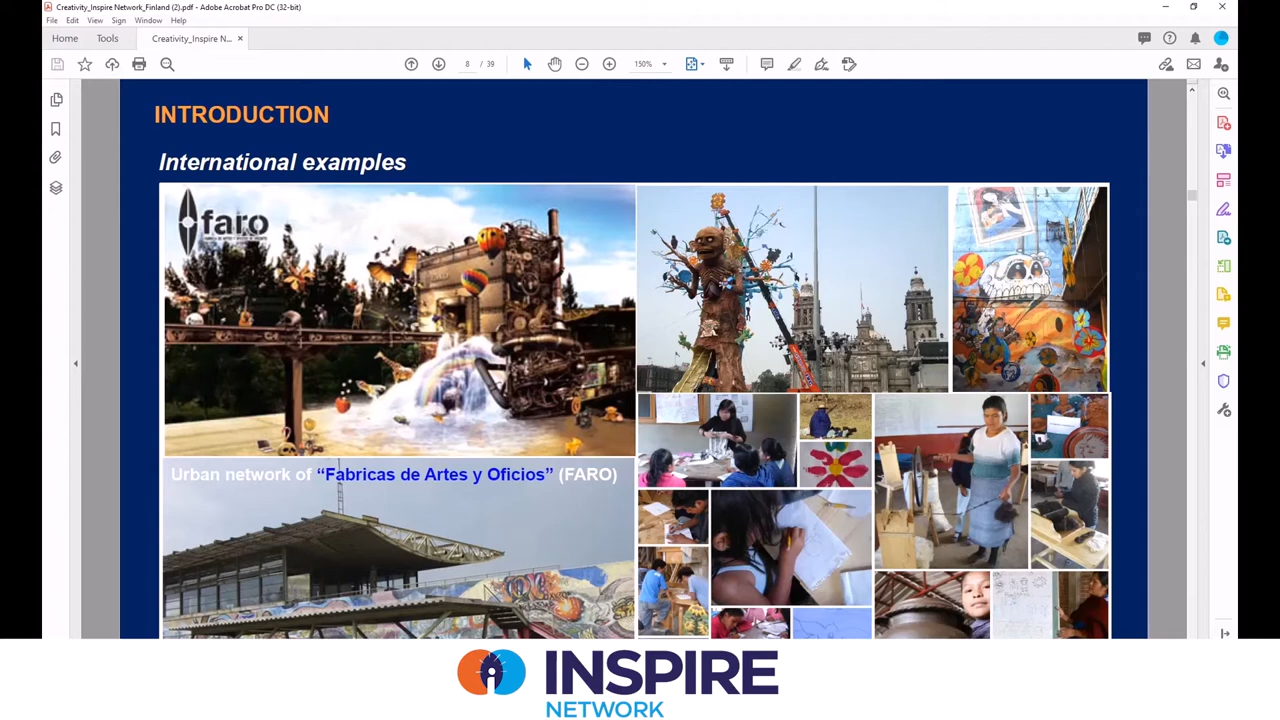 Creativity_Inspire Network_Finland (2).pdf - Adobe Acrobat Pro DC (32-bit)
File Edit View Sign Window Help
Home Tools Creativity_Inspire N... ×
8 / 39 150%
INTRODUCTION
International examples
faro
Urban network of “Fabricas de Artes y Oficios” (FARO)
INSPIRE
NETWORK